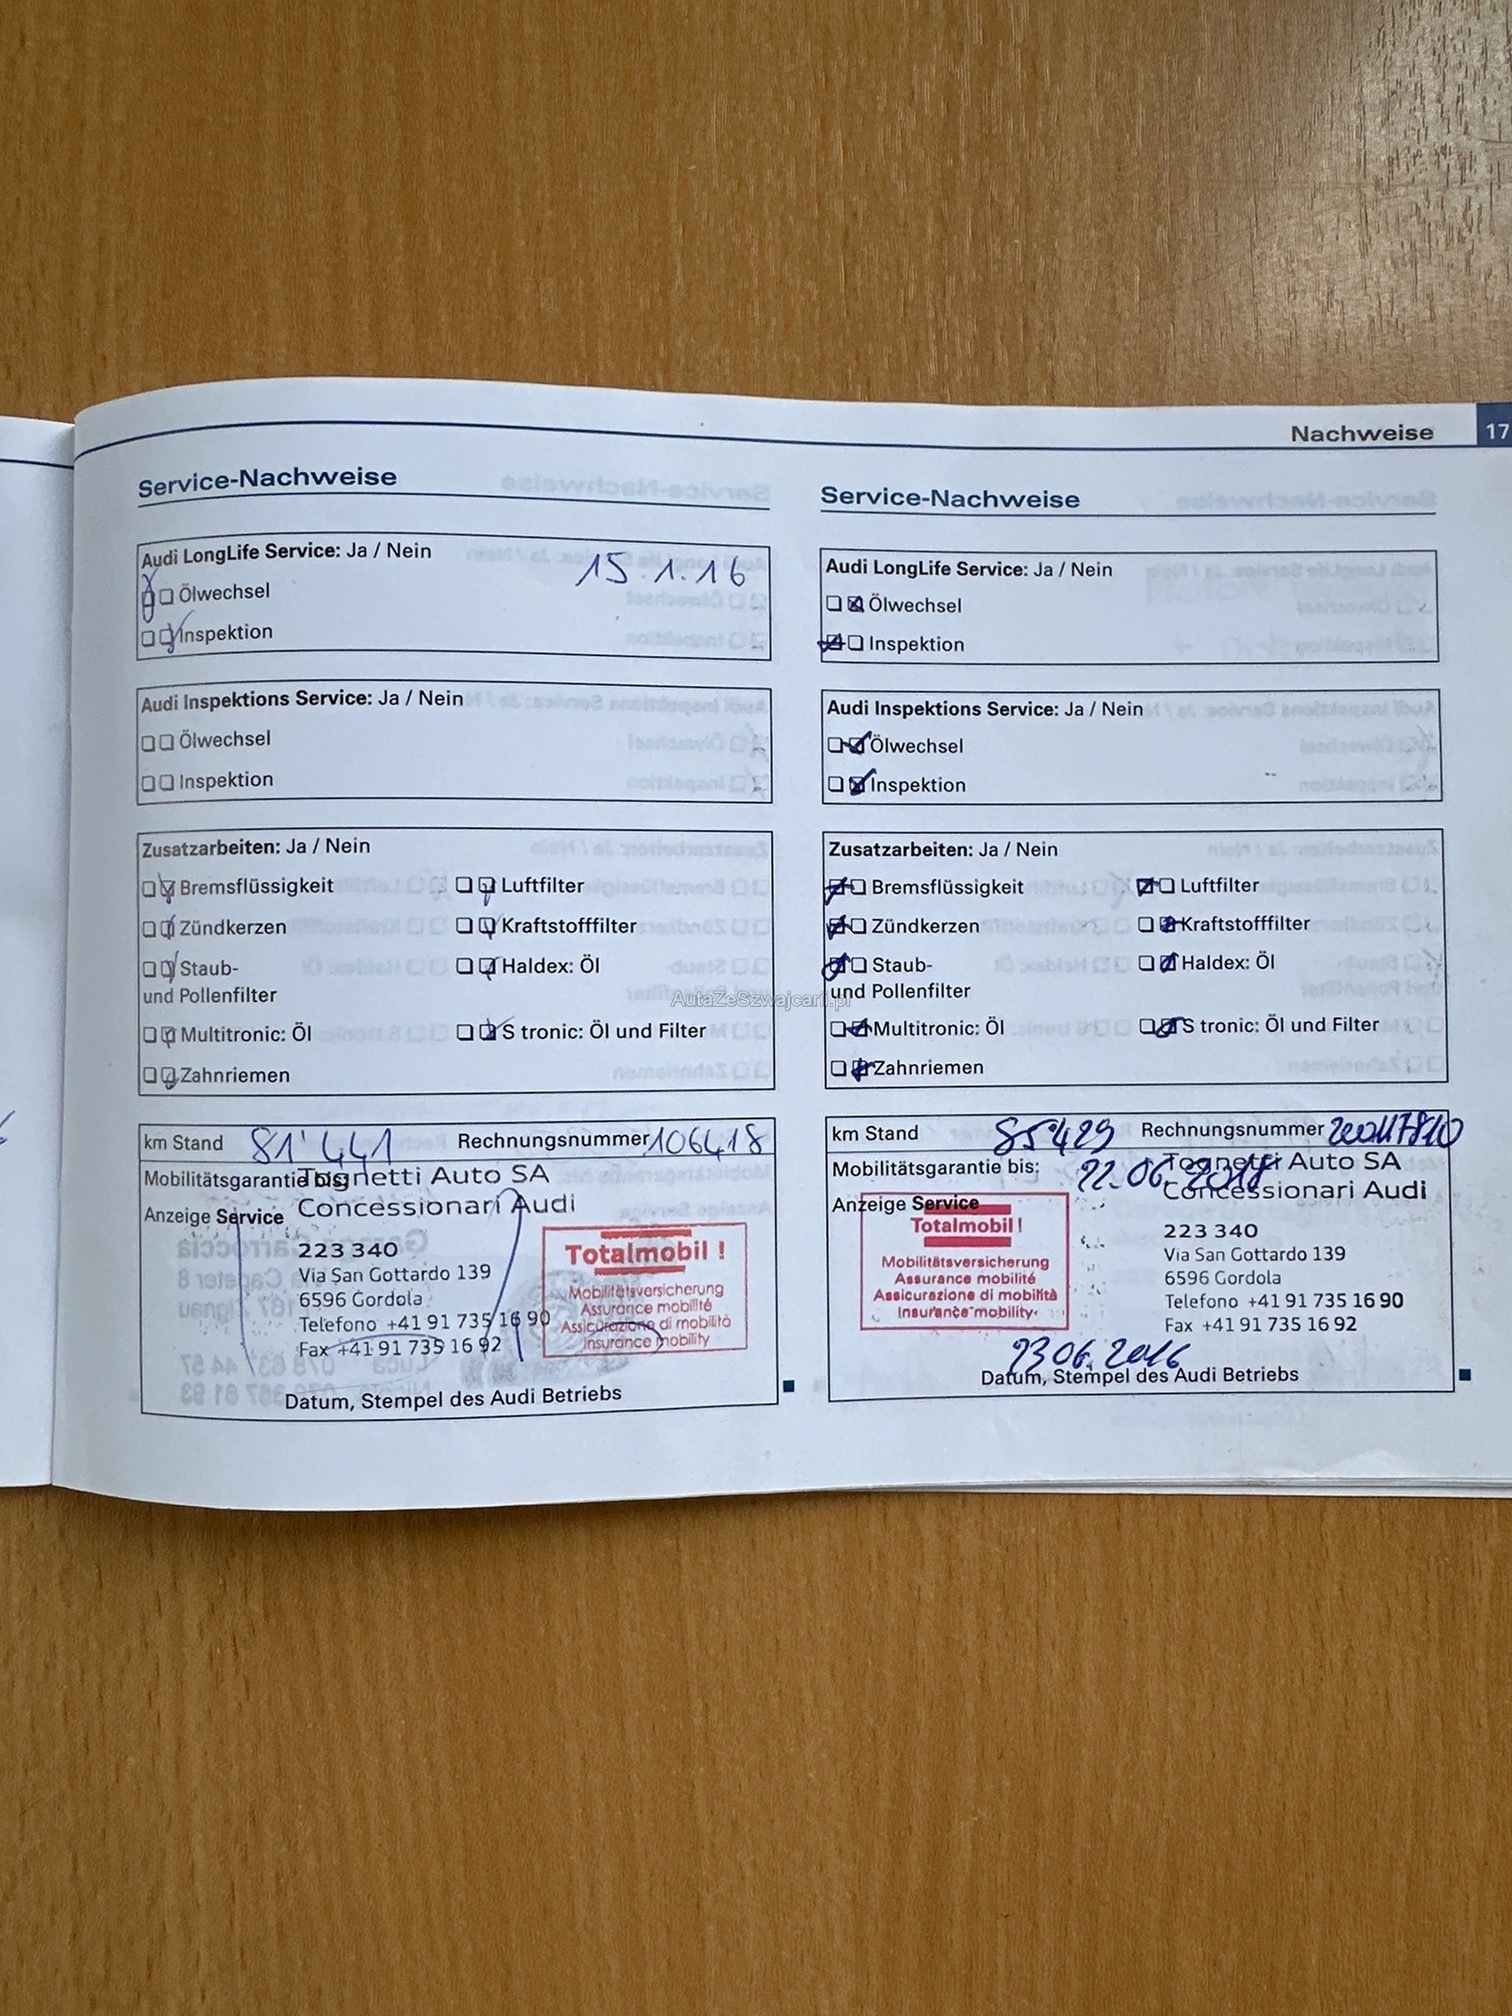 Nachweise 17
Service-Nachweise
Audi LongLife Service: Ja / Nein 15.1.16
Ölwechsel
Inspektion
Audi Inspektions Service: Ja / Nein
Ölwechsel
Inspektion
Zusatzarbeiten: Ja / Nein
Bremsflüssigkeit Luftfilter
Zündkerzen Kraftstofffilter
Staub- Haldex: Öl
und Pollenfilter
Multitronic: Öl S tronic: Öl und Filter
Zahnriemen
km Stand 81'441 Rechnungsnummer 106418
Mobilitätsgarantie bis: Tognetti Auto SA
Anzeige Service Concessionari Audi
223 340
Via San Gottardo 139
6596 Gordola
Telefono +41 91 735 16 90
Fax +41 91 735 16 92
Totalmobil !
Mobilitätsversicherung
Assurance mobilité
Assicurazione di mobilità
Insurance mobility
Datum, Stempel des Audi Betriebs
Service-Nachweise
Audi LongLife Service: Ja / Nein
Ölwechsel
Inspektion
Audi Inspektions Service: Ja / Nein
Ölwechsel
Inspektion
Zusatzarbeiten: Ja / Nein
Bremsflüssigkeit Luftfilter
Zündkerzen Kraftstofffilter
Staub- Haldex: Öl
und Pollenfilter
Multitronic: Öl S tronic: Öl und Filter
Zahnriemen
km Stand 85429 Rechnungsnummer
Mobilitätsgarantie bis: 22.06.2018 Tognetti Auto SA
Anzeige Service Concessionari Audi
Totalmobil !
Mobilitätsversicherung
Assurance mobilité
Assicurazione di mobilità
Insurance mobility
223 340
Via San Gottardo 139
6596 Gordola
Telefono +41 91 735 16 90
Fax +41 91 735 16 92
23.06.2016
Datum, Stempel des Audi Betriebs
AutaZeSzwajcarii.pl